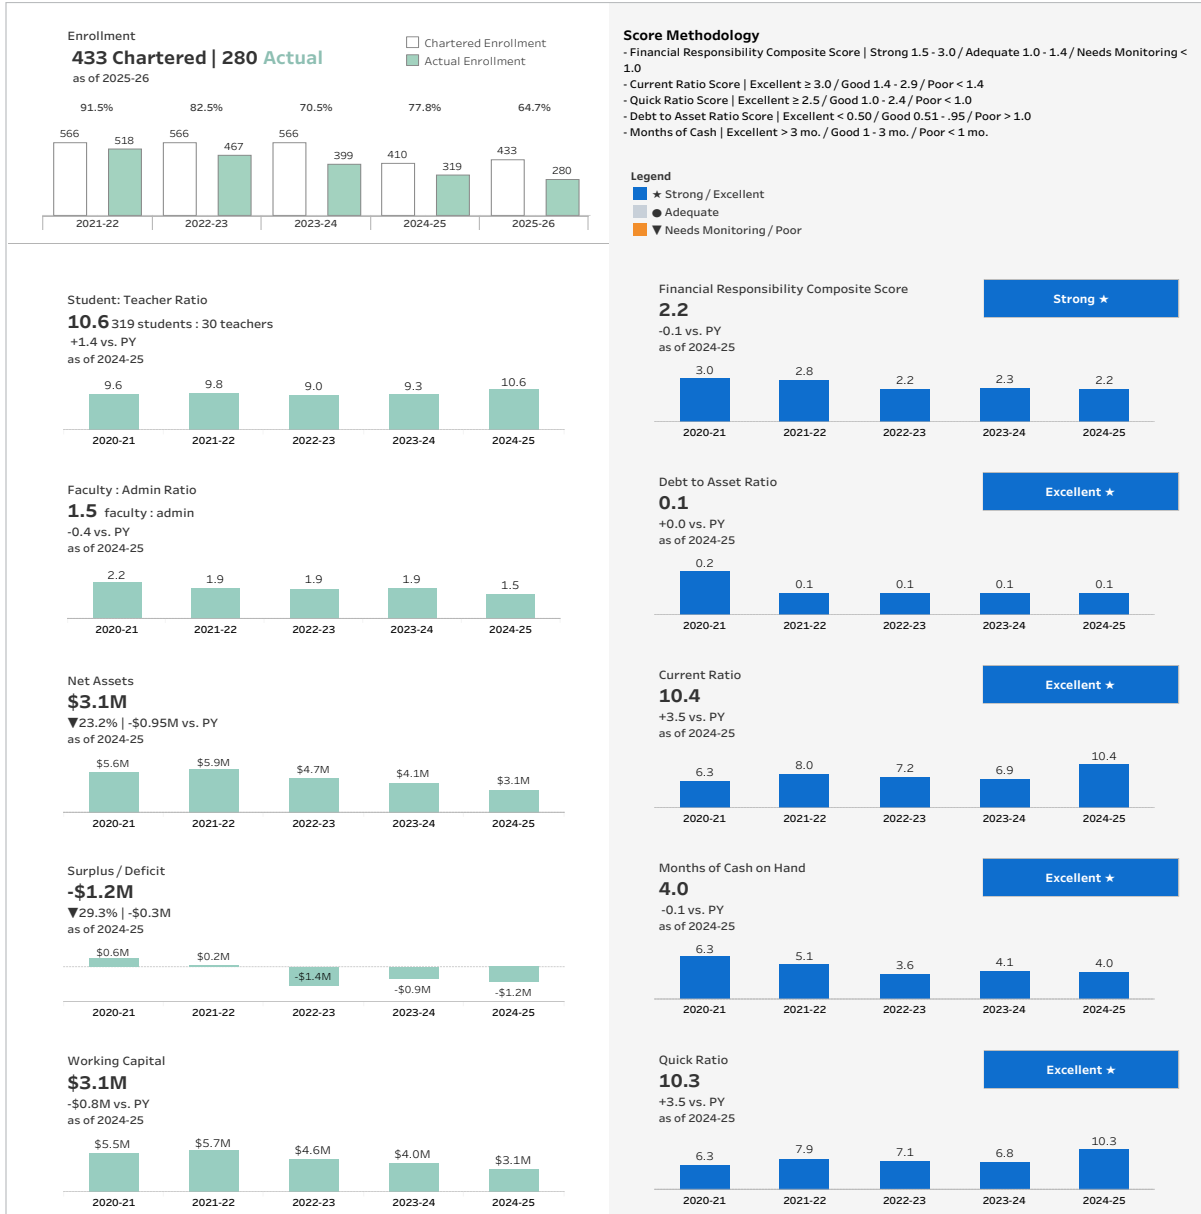 Enrollment
433 Chartered | 280 Actual
as of 2025-26
Chartered Enrollment
Actual Enrollment
91.5% 82.5% 70.5% 77.8% 64.7%
566 518 566 467 566 399 410 319 433 280
2021-22 2022-23 2023-24 2024-25 2025-26
Score Methodology
- Financial Responsibility Composite Score | Strong 1.5 - 3.0 / Adequate 1.0 - 1.4 / Needs Monitoring <
1.0
- Current Ratio Score | Excellent ≥ 3.0 / Good 1.4 - 2.9 / Poor < 1.4
- Quick Ratio Score | Excellent ≥ 2.5 / Good 1.0 - 2.4 / Poor < 1.0
- Debt to Asset Ratio Score | Excellent < 0.50 / Good 0.51 - .95 / Poor > 1.0
- Months of Cash | Excellent > 3 mo. / Good 1 - 3 mo. / Poor < 1 mo.
Legend
★ Strong / Excellent
● Adequate
▼ Needs Monitoring / Poor
Student: Teacher Ratio
10.6 319 students : 30 teachers
+1.4 vs. PY
as of 2024-25
9.6 9.8 9.0 9.3 10.6
2020-21 2021-22 2022-23 2023-24 2024-25
Faculty : Admin Ratio
1.5 faculty : admin
-0.4 vs. PY
as of 2024-25
2.2 1.9 1.9 1.9 1.5
2020-21 2021-22 2022-23 2023-24 2024-25
Net Assets
$3.1M
▼23.2% | -$0.95M vs. PY
as of 2024-25
$5.6M $5.9M $4.7M $4.1M $3.1M
2020-21 2021-22 2022-23 2023-24 2024-25
Surplus / Deficit
-$1.2M
▼29.3% | -$0.3M
as of 2024-25
$0.6M $0.2M -$1.4M -$0.9M -$1.2M
2020-21 2021-22 2022-23 2023-24 2024-25
Working Capital
$3.1M
-$0.8M vs. PY
as of 2024-25
$5.5M $5.7M $4.6M $4.0M $3.1M
2020-21 2021-22 2022-23 2023-24 2024-25
Financial Responsibility Composite Score
2.2
-0.1 vs. PY
as of 2024-25
Strong ★
3.0 2.8 2.2 2.3 2.2
2020-21 2021-22 2022-23 2023-24 2024-25
Debt to Asset Ratio
0.1
+0.0 vs. PY
as of 2024-25
Excellent ★
0.2 0.1 0.1 0.1 0.1
2020-21 2021-22 2022-23 2023-24 2024-25
Current Ratio
10.4
+3.5 vs. PY
as of 2024-25
Excellent ★
6.3 8.0 7.2 6.9 10.4
2020-21 2021-22 2022-23 2023-24 2024-25
Months of Cash on Hand
4.0
-0.1 vs. PY
as of 2024-25
Excellent ★
6.3 5.1 3.6 4.1 4.0
2020-21 2021-22 2022-23 2023-24 2024-25
Quick Ratio
10.3
+3.5 vs. PY
as of 2024-25
Excellent ★
6.3 7.9 7.1 6.8 10.3
2020-21 2021-22 2022-23 2023-24 2024-25